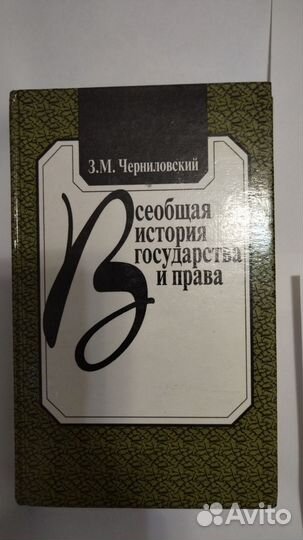 З.М. Черниловский
Всеобщая
история
государства
и права
Avito